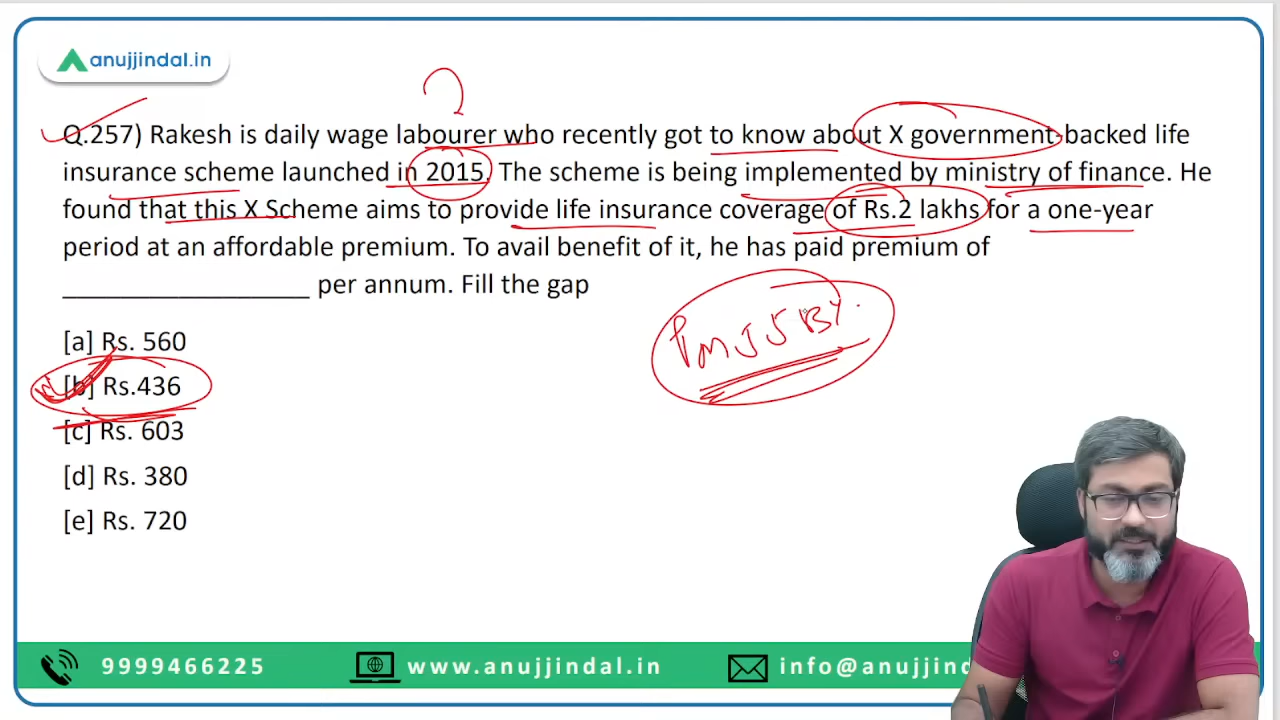 anujjindal.in
?
Q.257) Rakesh is daily wage labourer who recently got to know about X government-backed life
insurance scheme launched in 2015. The scheme is being implemented by ministry of finance. He
found that this X Scheme aims to provide life insurance coverage of Rs.2 lakhs for a one-year
period at an affordable premium. To avail benefit of it, he has paid premium of
__________________ per annum. Fill the gap
PMJJBY.
[a] Rs. 560
[b] Rs.436
[c] Rs. 603
[d] Rs. 380
[e] Rs. 720
9999466225 www.anujjindal.in info@anujjind